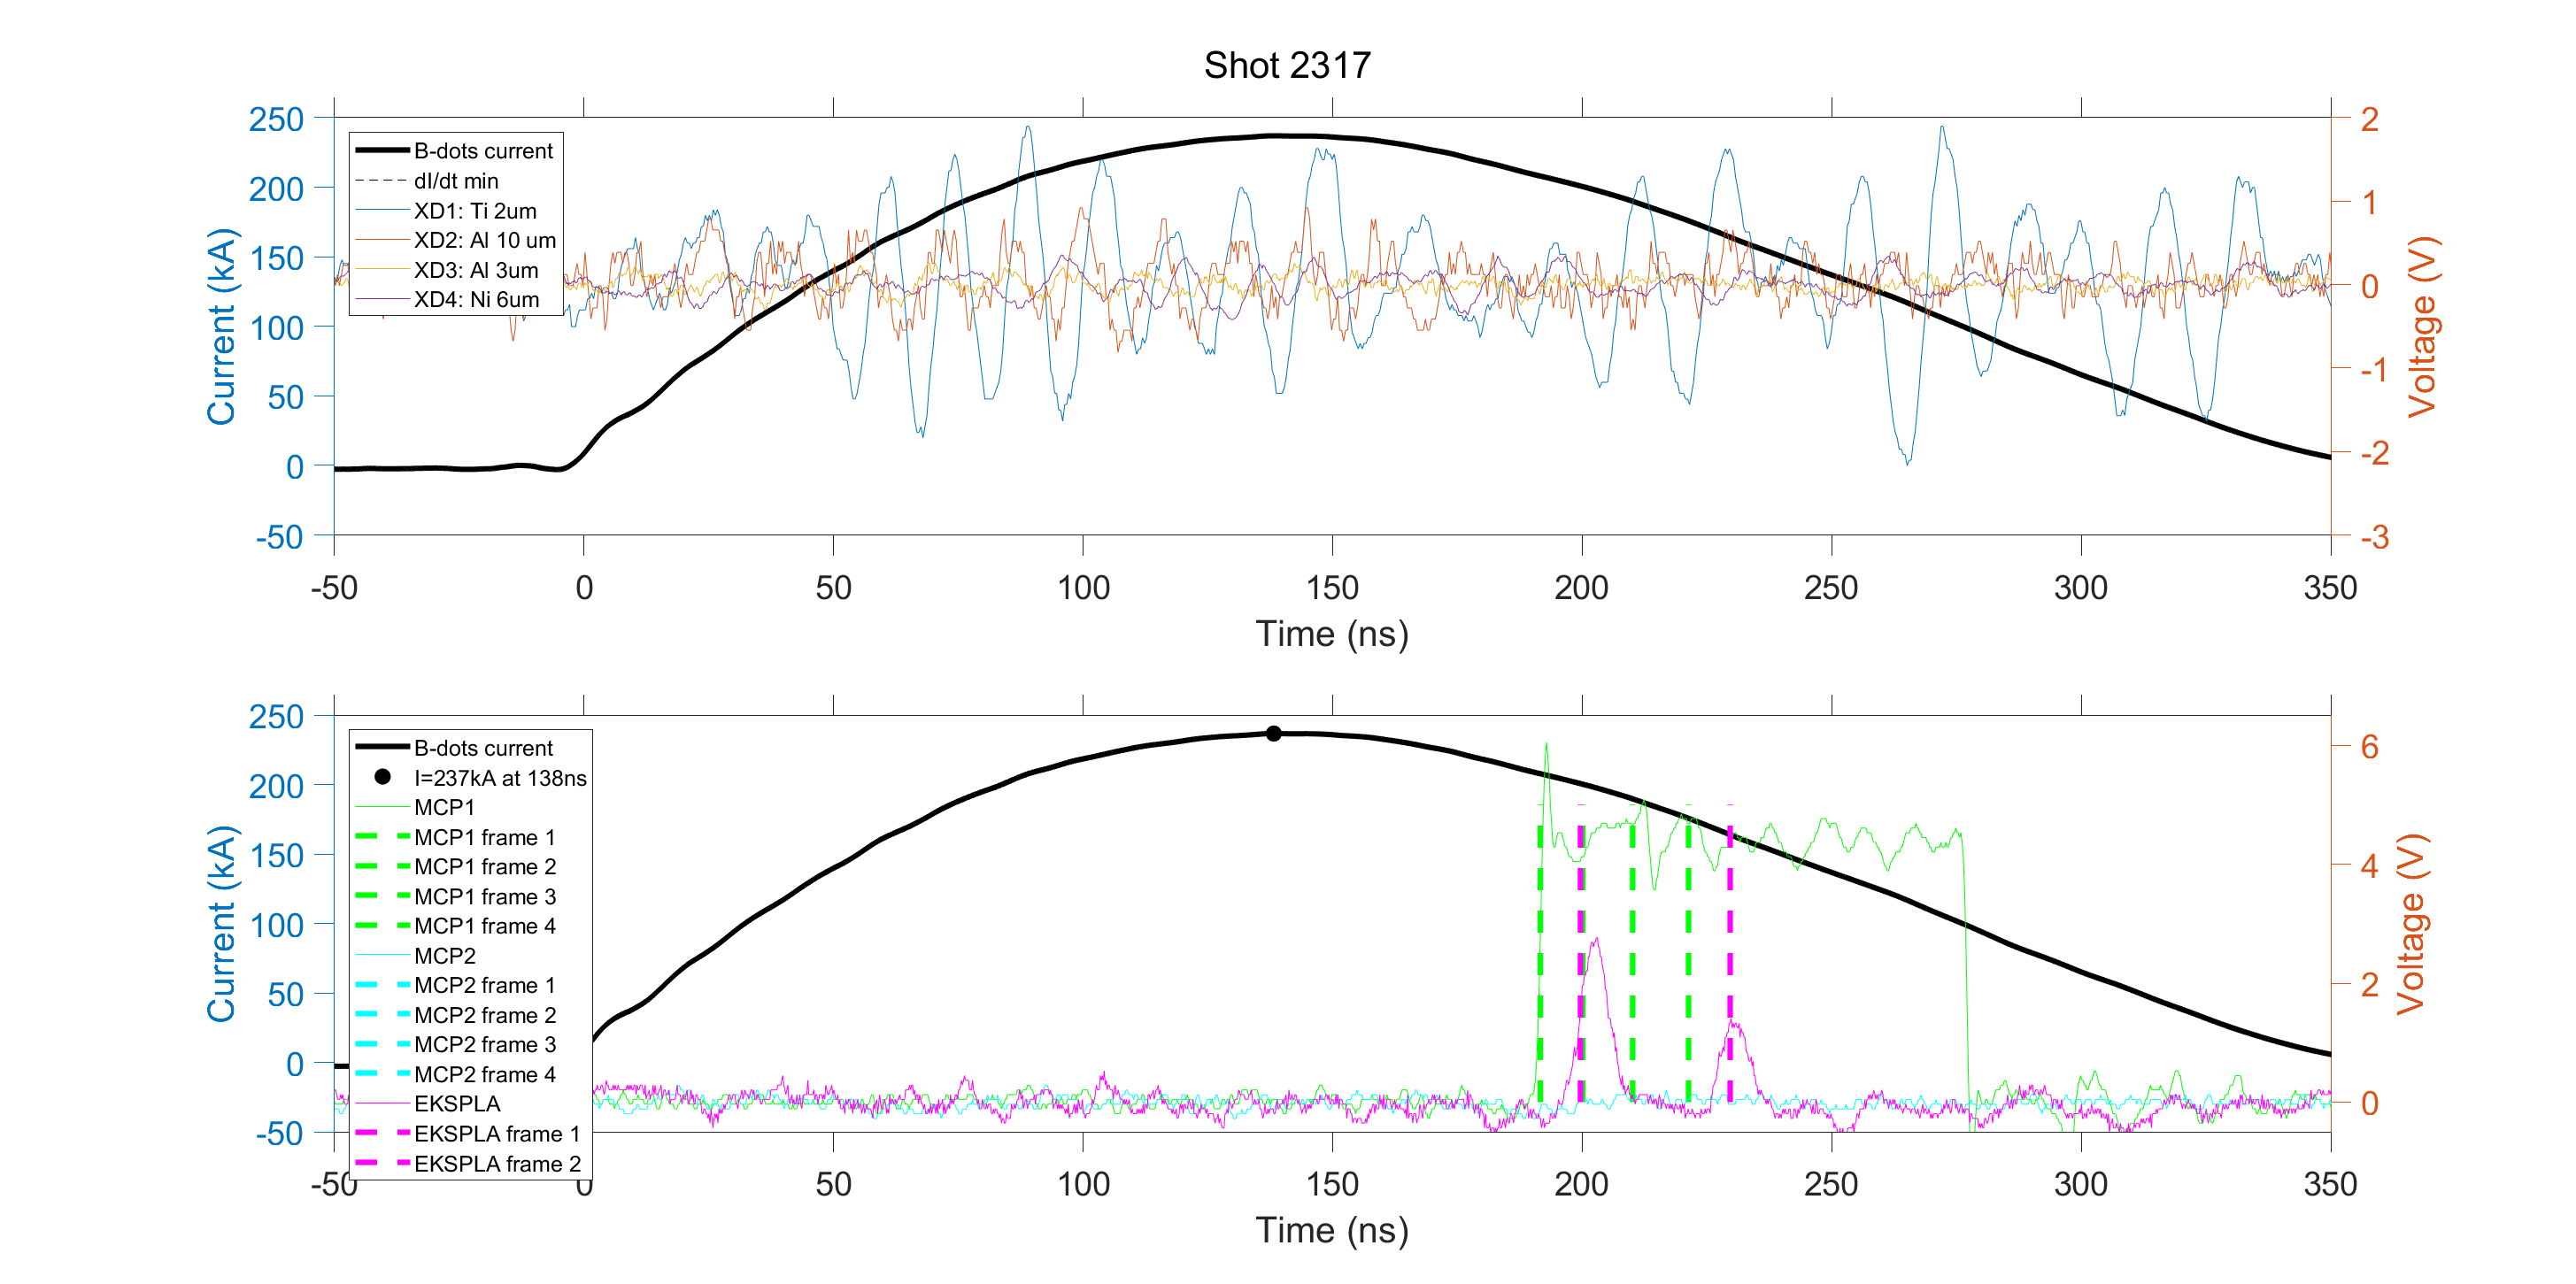 Shot 2317
250
200
150
100
50
0
-50
Current (kA)
B-dots current
dI/dt min
XD1: Ti 2um
XD2: Al 10 um
XD3: Al 3um
XD4: Ni 6um
2
1
0
-1
-2
-3
Voltage (V)
-50 0 50 100 150 200 250 300 350
Time (ns)
250
200
150
100
50
0
-50
Current (kA)
B-dots current
I=237kA at 138ns
MCP1
MCP1 frame 1
MCP1 frame 2
MCP1 frame 3
MCP1 frame 4
MCP2
MCP2 frame 1
MCP2 frame 2
MCP2 frame 3
MCP2 frame 4
EKSPLA
EKSPLA frame 1
EKSPLA frame 2
6
4
2
0
Voltage (V)
-50 0 50 100 150 200 250 300 350
Time (ns)